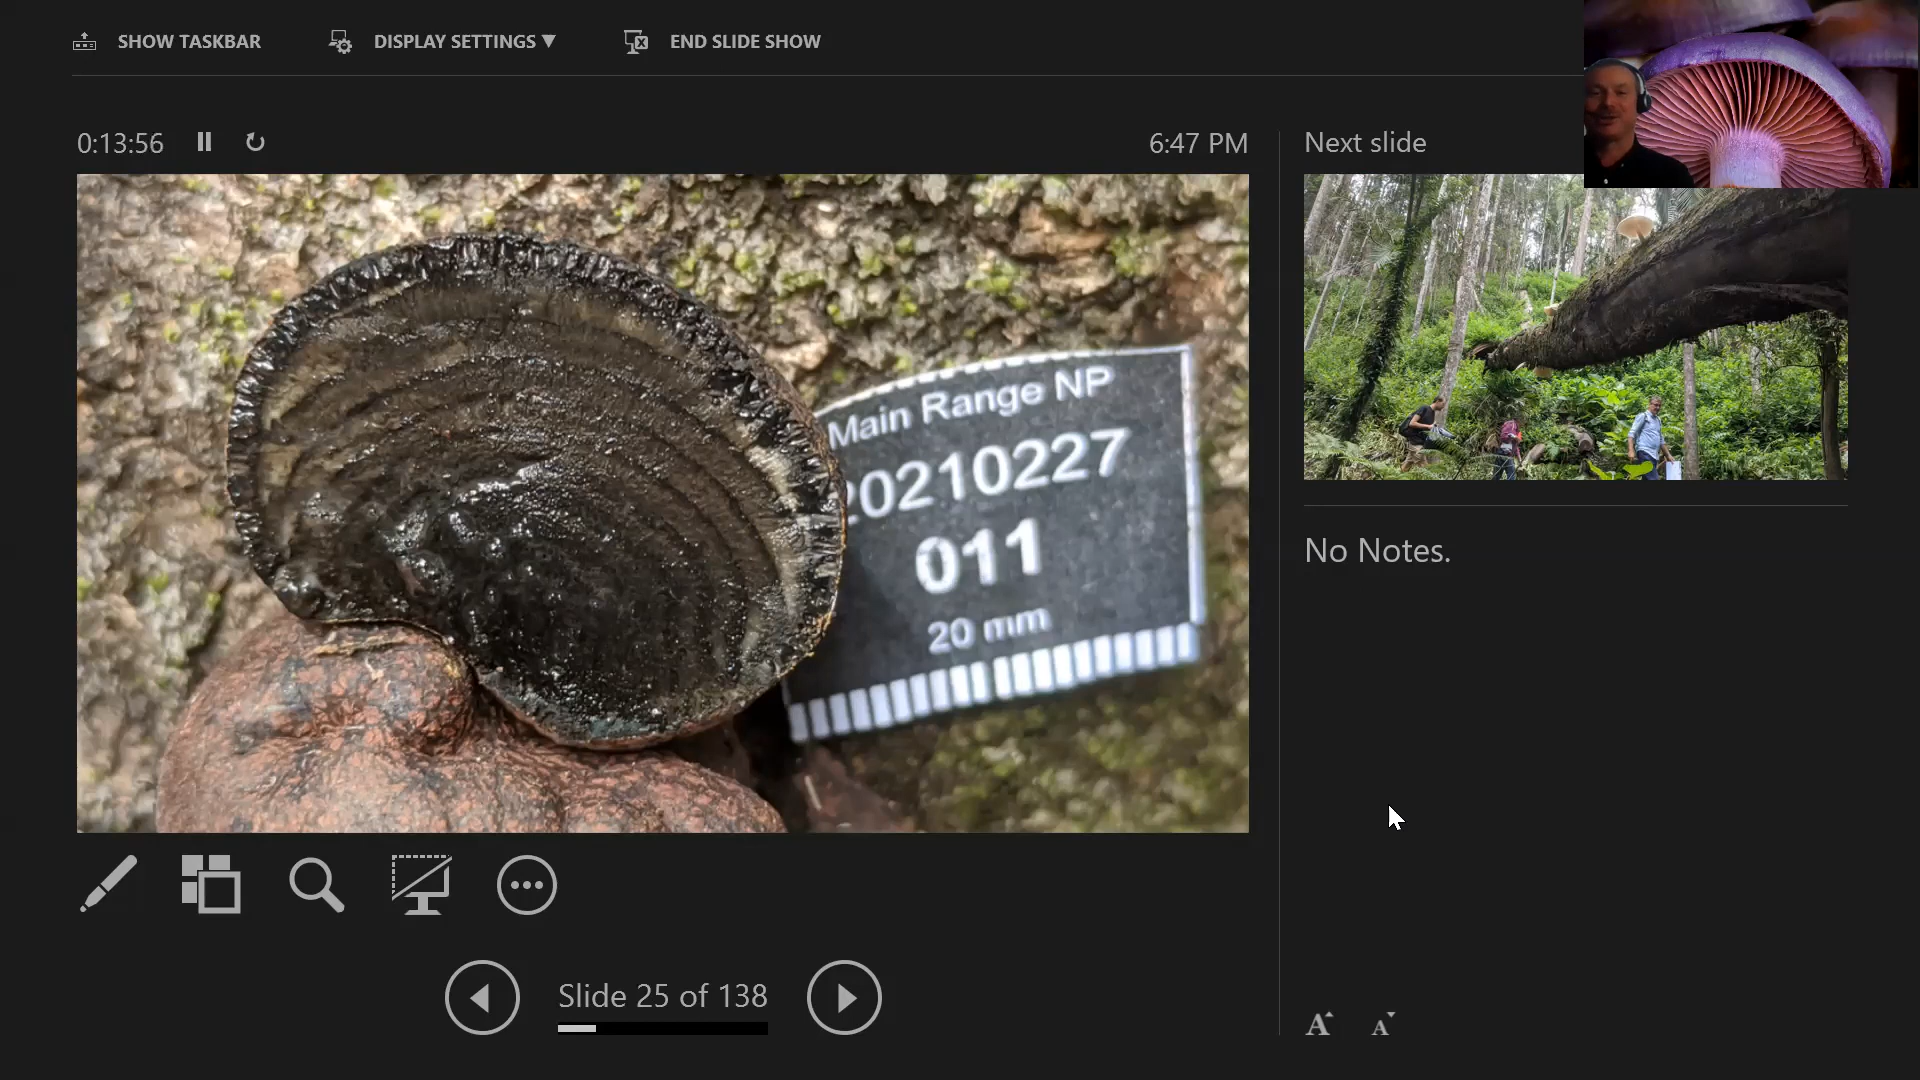 SHOW TASKBAR
DISPLAY SETTINGS ▼
END SLIDE SHOW
0:13:56
6:47 PM
Next slide
Main Range NP
20210227
011
20 mm
No Notes.
Slide 25 of 138
A A